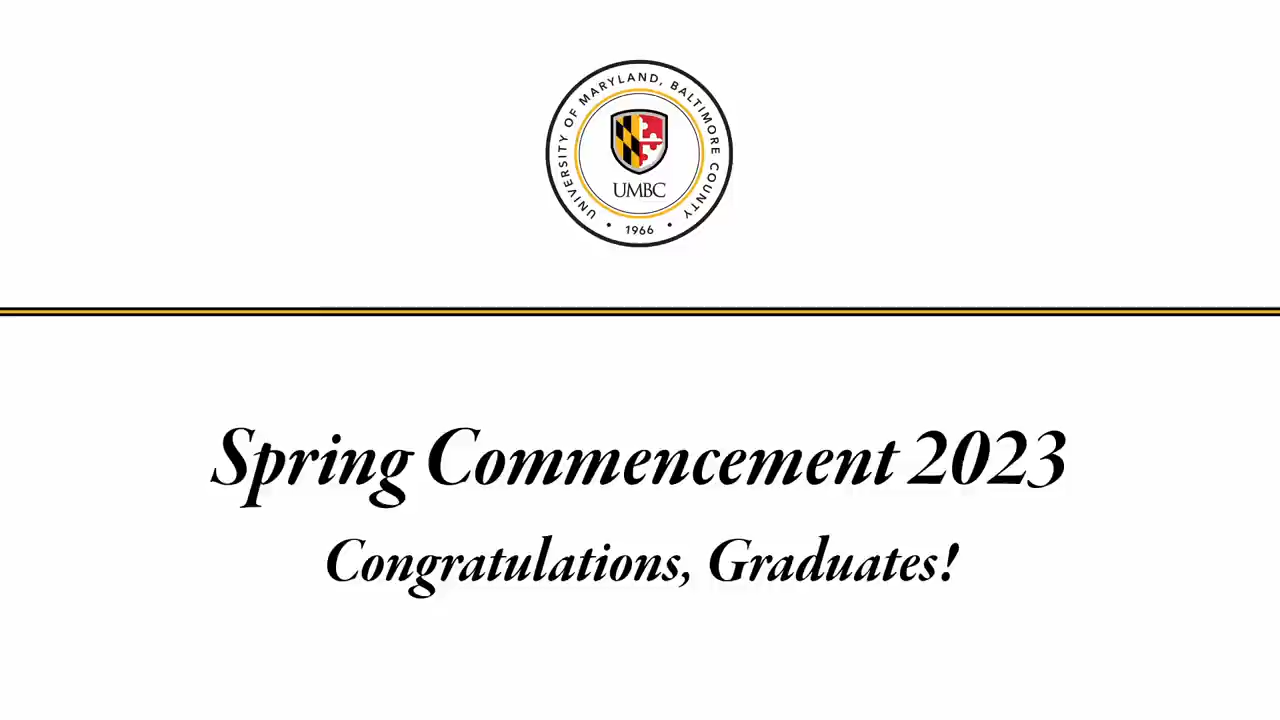 UNIVERSITY OF MARYLAND, BALTIMORE COUNTY
UMBC
• 1966 •
Spring Commencement 2023
Congratulations, Graduates!